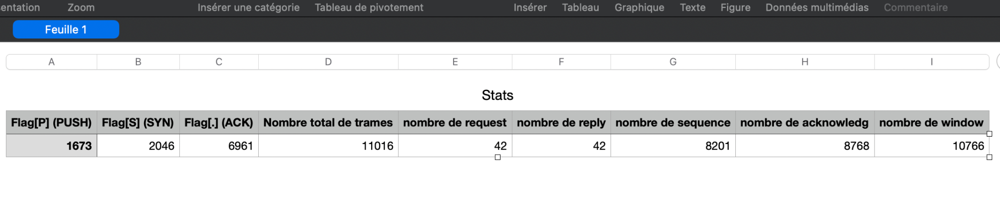 entation Zoom Insérer une catégorie Tableau de pivotement Insérer Tableau Graphique Texte Figure Données multimédias Commentaire
Feuille 1
A B C D E F G H I
Stats
Flag[P] (PUSH) Flag[S] (SYN) Flag[.] (ACK) Nombre total de trames nombre de request nombre de reply nombre de sequence nombre de acknowledg nombre de window
1673 2046 6961 11016 42 42 8201 8768 10766